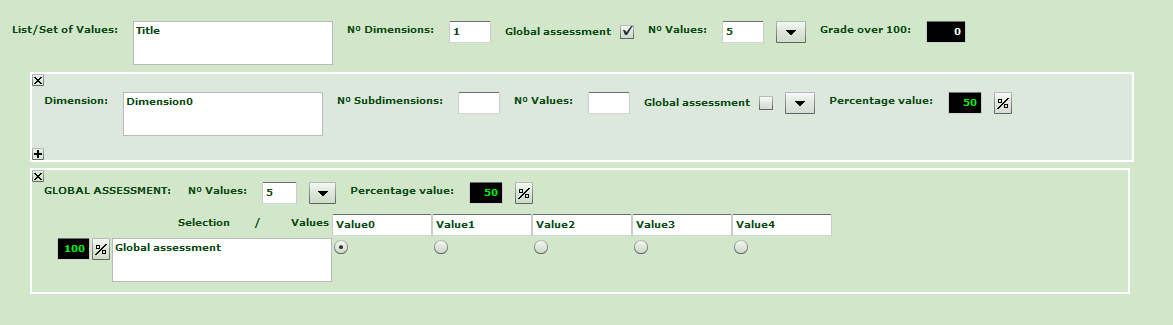 List/Set of Values: Title Nº Dimensions: 1 Global assessment Nº Values: 5 Grade over 100: 0
Dimension: Dimension0 Nº Subdimensions: Nº Values: Global assessment Percentage value: 50 %
GLOBAL ASSESSMENT: Nº Values: 5 Percentage value: 50 %
Selection / Values Value0 Value1 Value2 Value3 Value4
100 % Global assessment